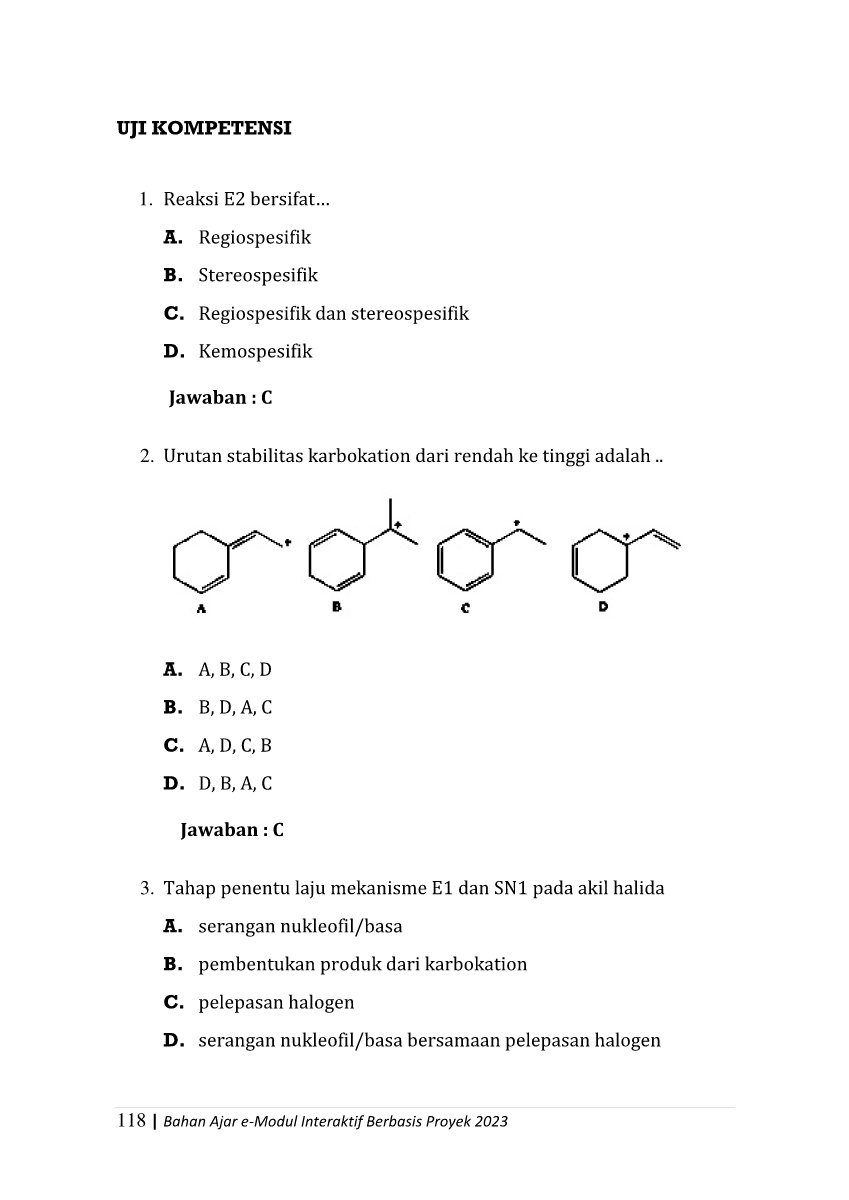 UJI KOMPETENSI
1. Reaksi E2 bersifat…
A. Regiospesifik
B. Stereospesifik
C. Regiospesifik dan stereospesifik
D. Kemospesifik
Jawaban : C
2. Urutan stabilitas karbokation dari rendah ke tinggi adalah ..
+ + + +
A B C D
A. A, B, C, D
B. B, D, A, C
C. A, D, C, B
D. D, B, A, C
Jawaban : C
3. Tahap penentu laju mekanisme E1 dan SN1 pada akil halida
A. serangan nukleofil/basa
B. pembentukan produk dari karbokation
C. pelepasan halogen
D. serangan nukleofil/basa bersamaan pelepasan halogen
118 | Bahan Ajar e-Modul Interaktif Berbasis Proyek 2023